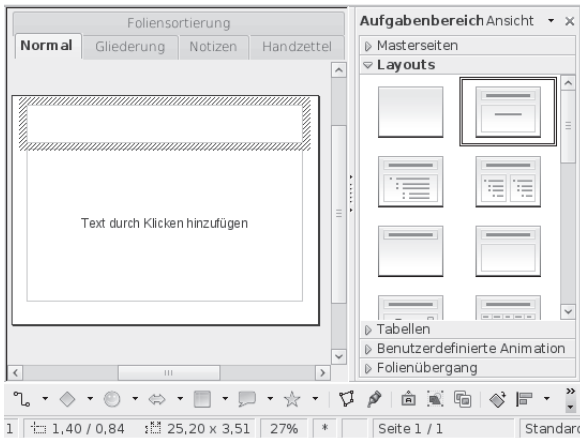 Foliensortierung
Normal Gliederung Notizen Handzettel
Text durch Klicken hinzufügen
Aufgabenbereich Ansicht
Masterseiten
Layouts
Tabellen
Benutzerdefinierte Animation
Folienübergang
1 1,40 / 0,84 25,20 x 3,51 27% * Seite 1 / 1 Standard